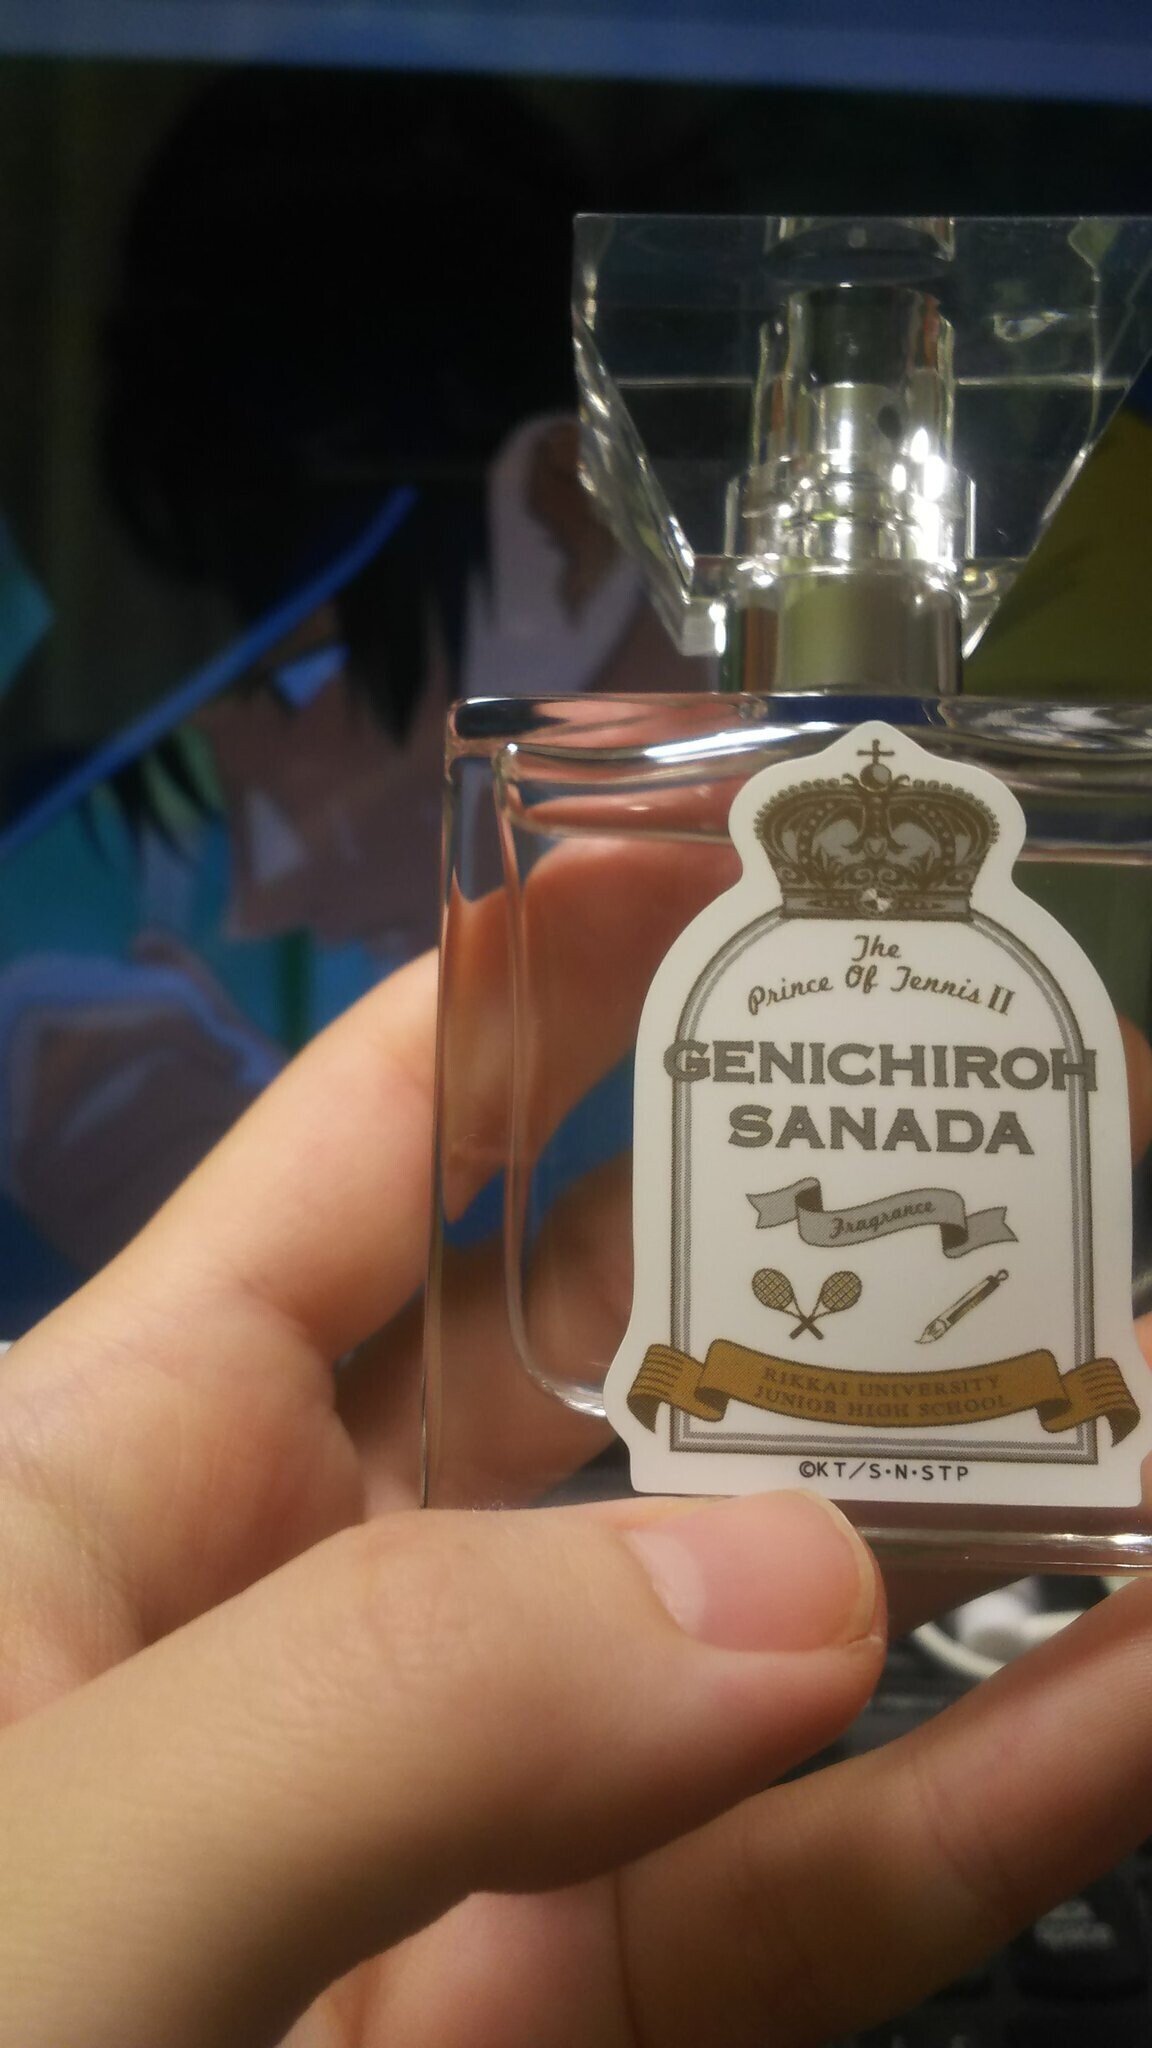 The
Prince Of Tennis II
GENICHIROH
SANADA
Fragrance
RIKKAI UNIVERSITY
JUNIOR HIGH SCHOOL
©KT/S·N·STP